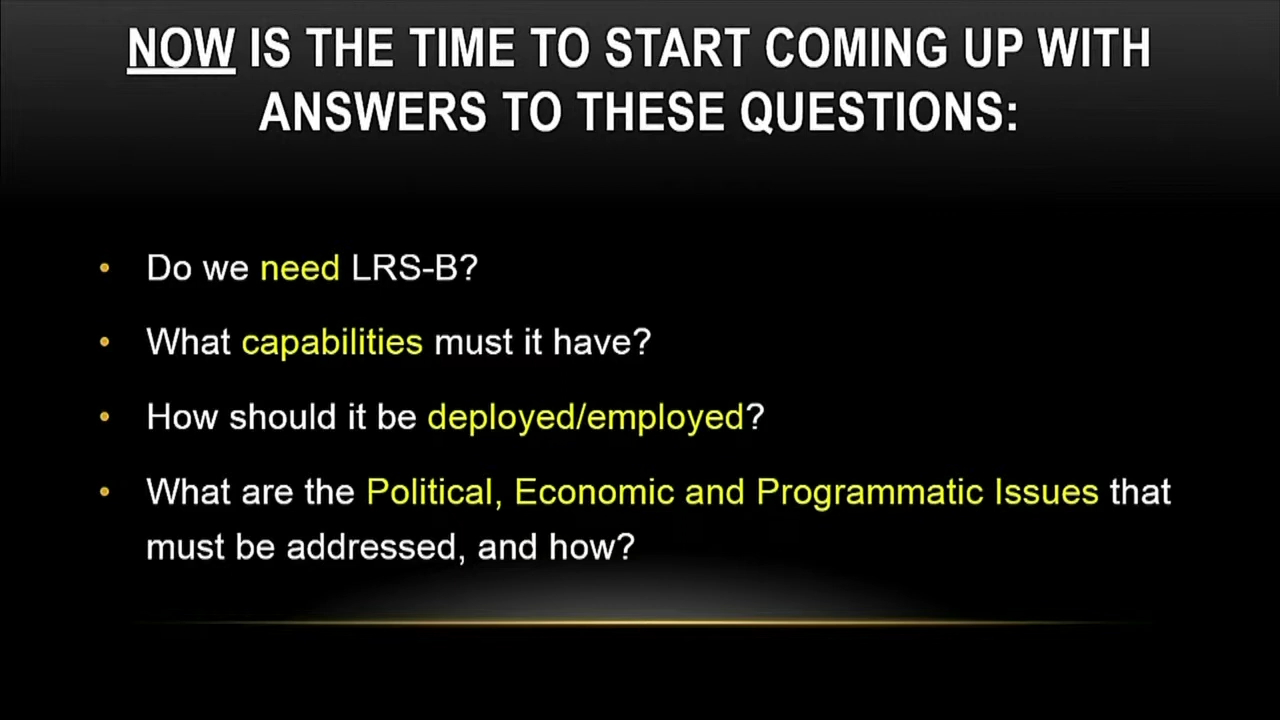 NOW IS THE TIME TO START COMING UP WITH
ANSWERS TO THESE QUESTIONS:
• Do we need LRS-B?
• What capabilities must it have?
• How should it be deployed/employed?
• What are the Political, Economic and Programmatic Issues that
must be addressed, and how?